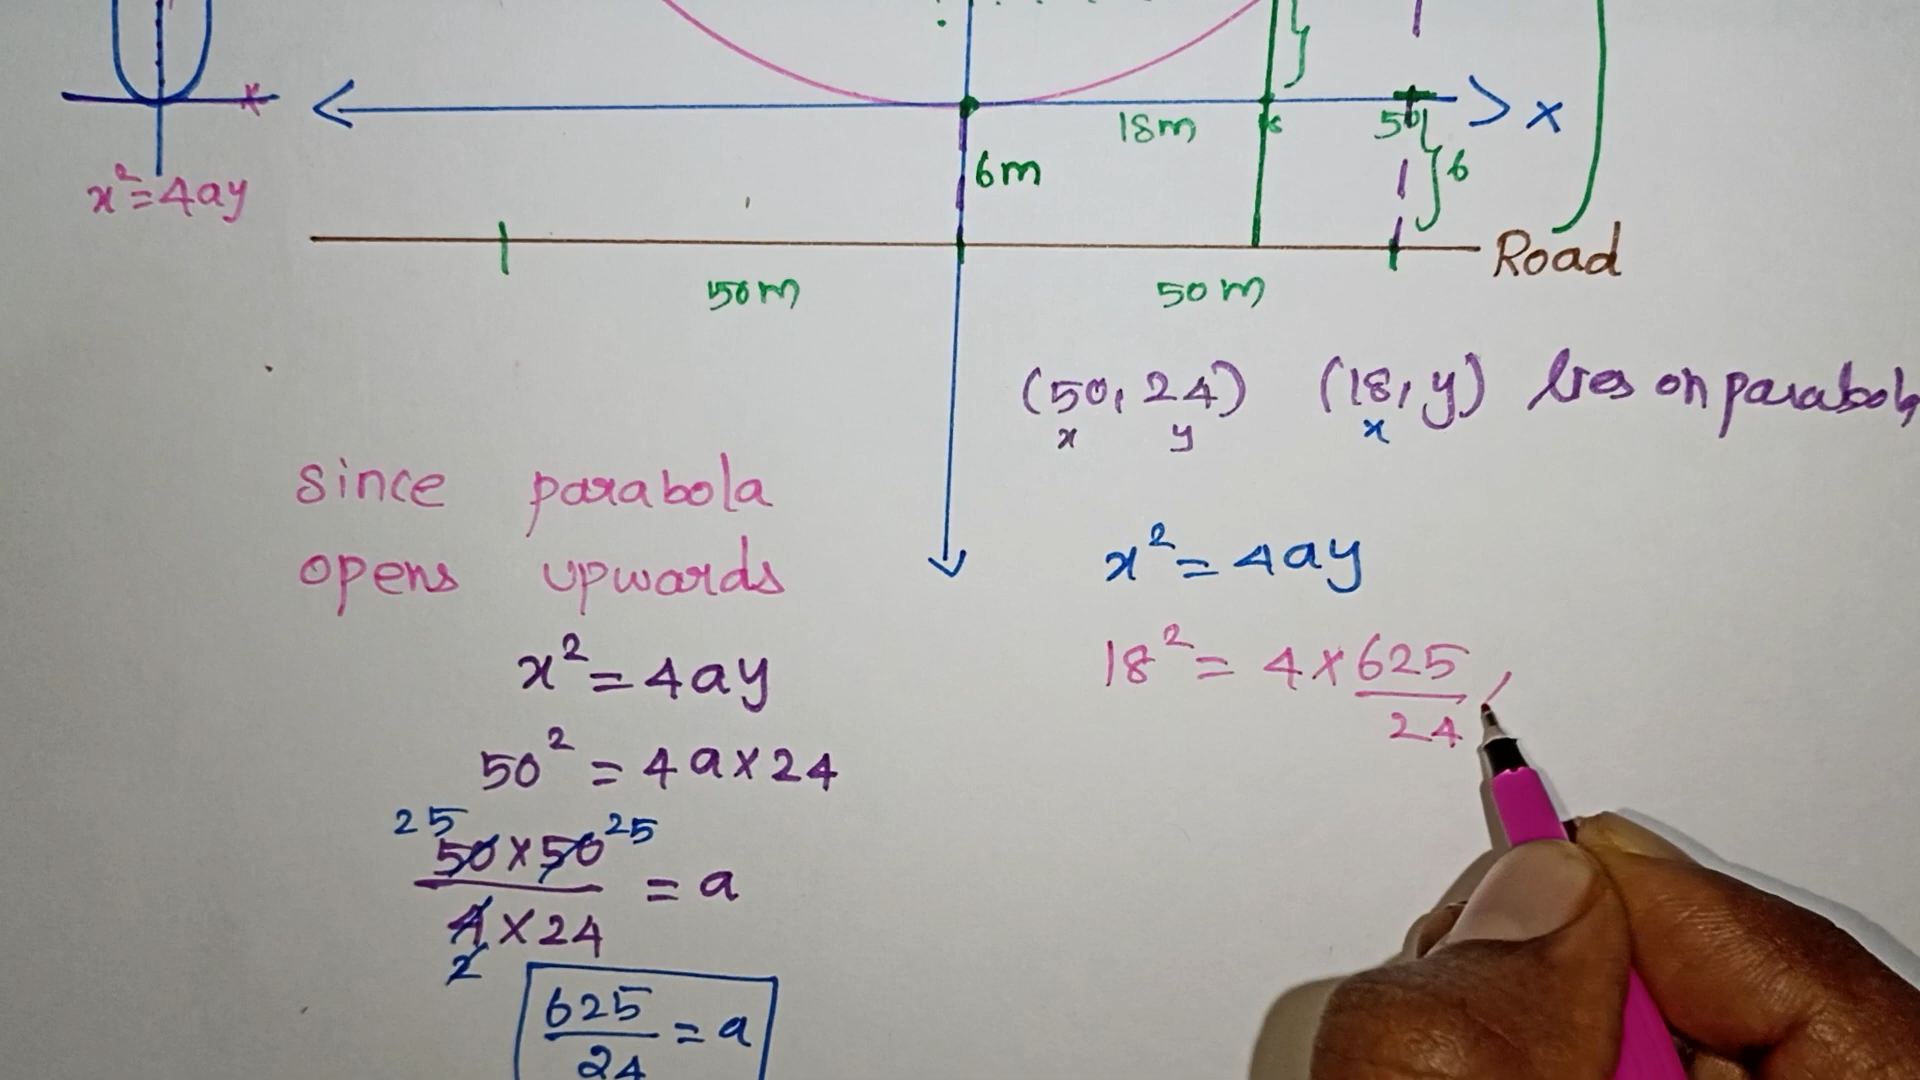 x
18m
50
x
6m
6
x² = 4ay
Road
50m
50m
(50, 24) (18, y) lies on parabola
x y x
since parabola
opens upwards
x² = 4ay
50² = 4a×24
25 50×50 25 / 4×24 = a
2
625/24 = a
x² = 4ay
18² = 4×625/24